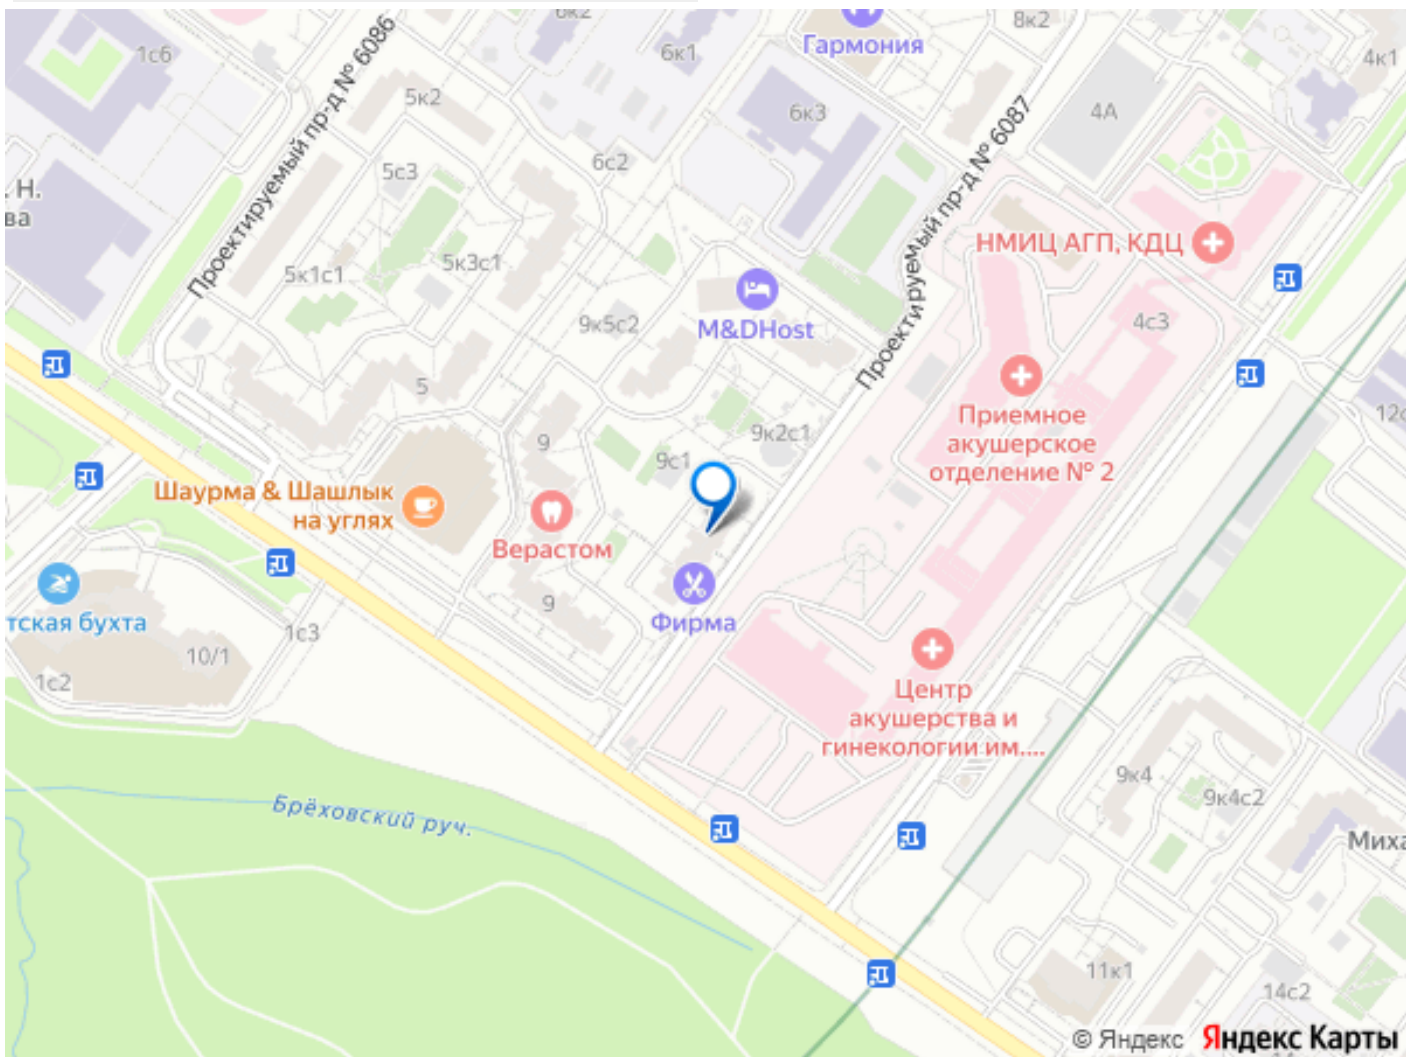 6к2
8к2
Гармония
1с6
6к1
4к1
Проектируемый пр-д № 6086
5к2
6к3
4А
Проектируемый пр-д № 6087
6с2
5с3
. Н.
ва
НМИЦ АГП, КДЦ
5к3с1
5к1с1
M&DHost
9к5с2
4с3
5
Приемное
акушерское
отделение № 2
12с
9к2с1
9
9с1
Шаурма & Шашлык
на углях
Верастом
9
Фирма
тская бухта
1с3
10/1
1с2
Центр
акушерства и
гинекологии им....
9к4
9к4с2
Брёховский руч.
Миха
11к1
14с2
© Яндекс Яндекс Карты